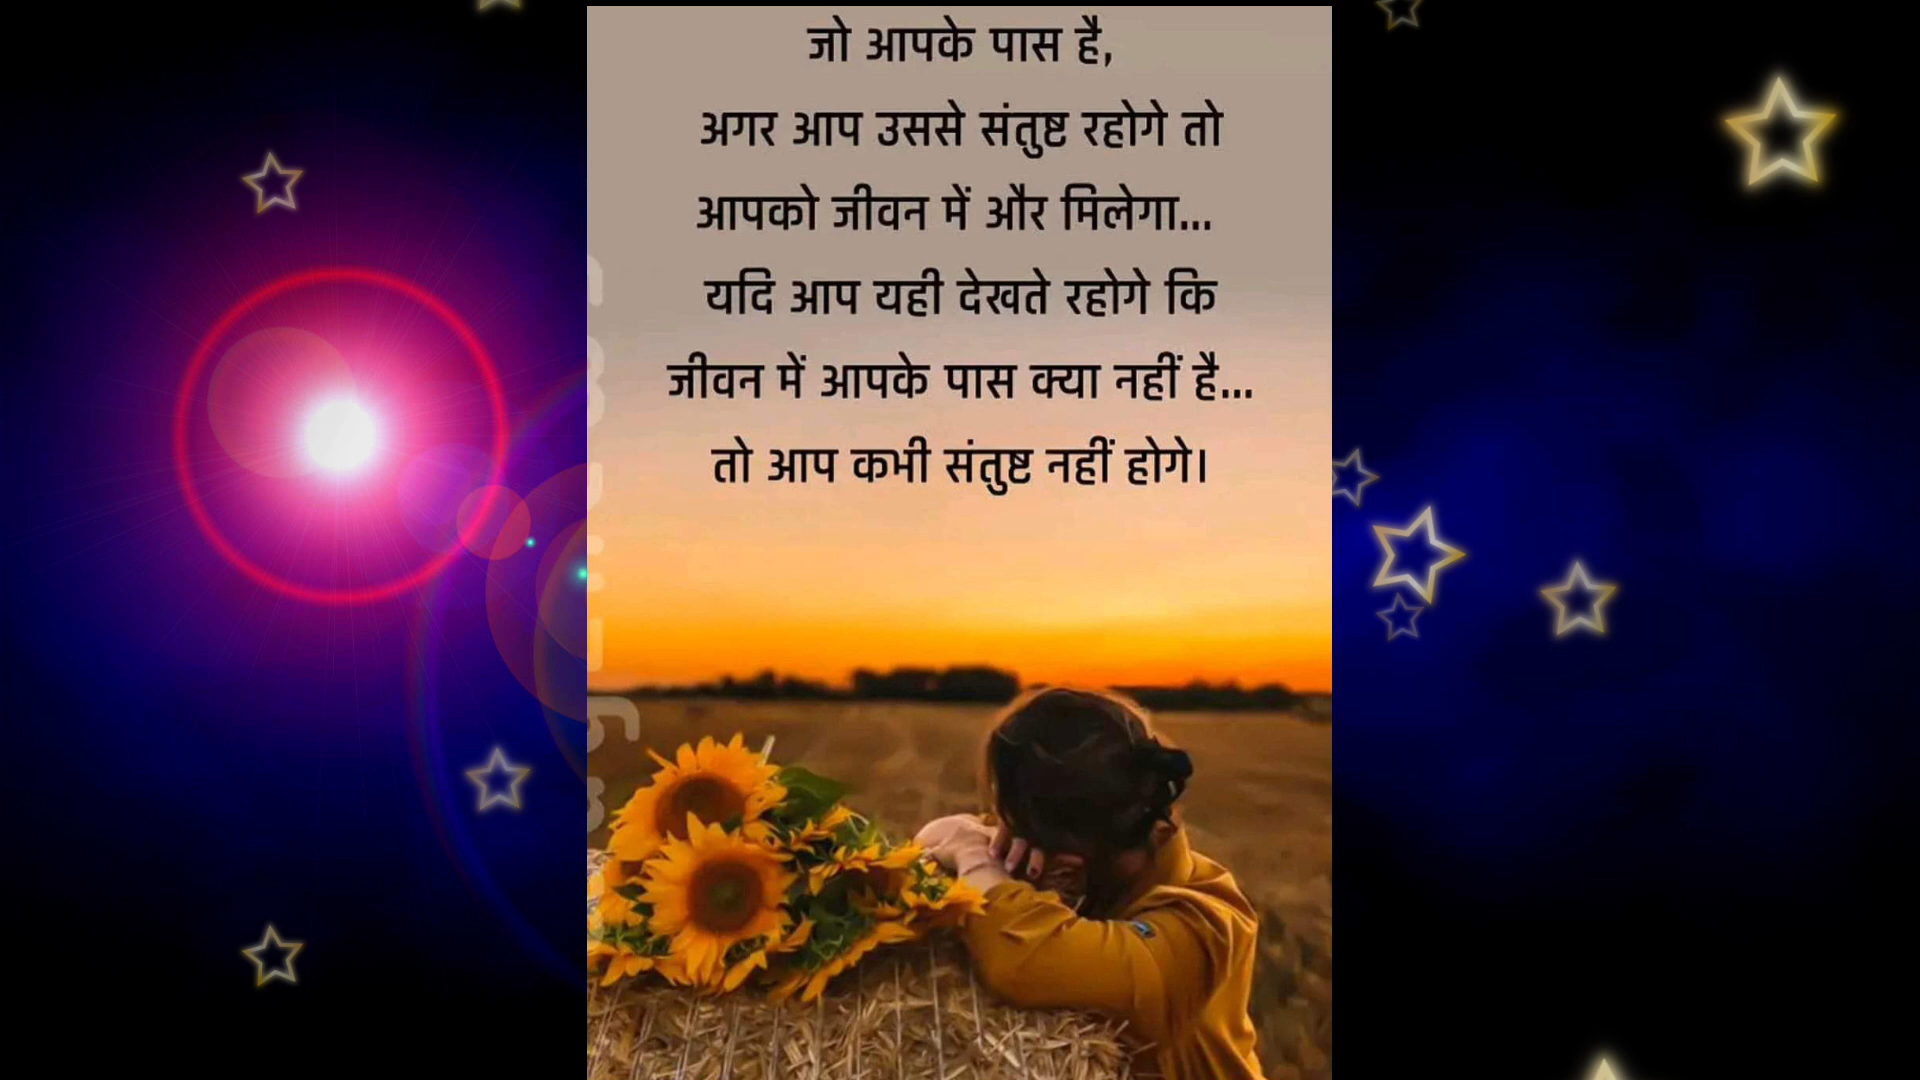 जो आपके पास है,
अगर आप उससे संतुष्ट रहोगे तो
आपको जीवन में और मिलेगा...
यदि आप यही देखते रहोगे कि
जीवन में आपके पास क्या नहीं है...
तो आप कभी संतुष्ट नहीं होगे।